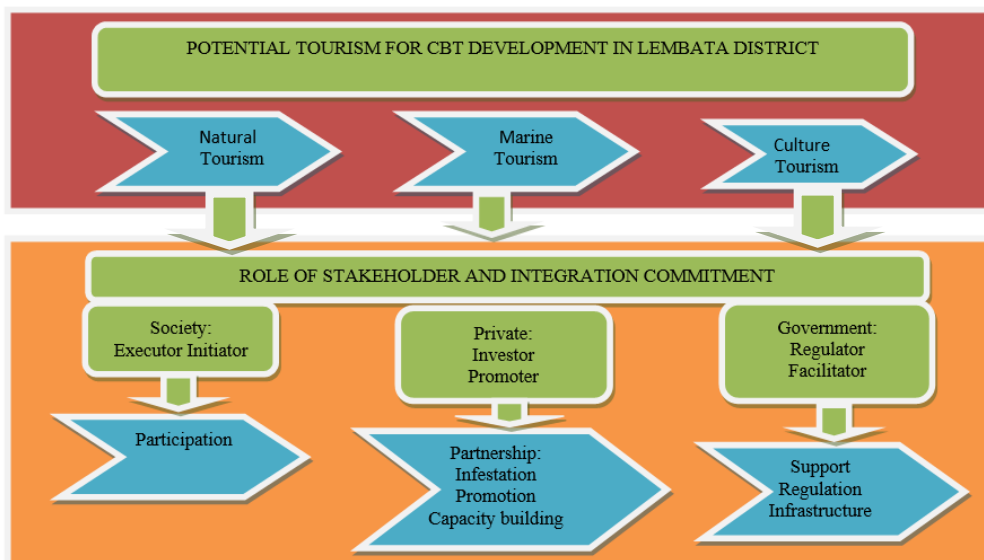 POTENTIAL TOURISM FOR CBT DEVELOPMENT IN LEMBATA DISTRICT
Natural
Tourism
Marine
Tourism
Culture
Tourism
ROLE OF STAKEHOLDER AND INTEGRATION COMMITMENT
Society:
Executor Initiator
Private:
Investor
Promoter
Government:
Regulator
Facilitator
Participation
Partnership:
Infestation
Promotion
Capacity building
Support
Regulation
Infrastructure